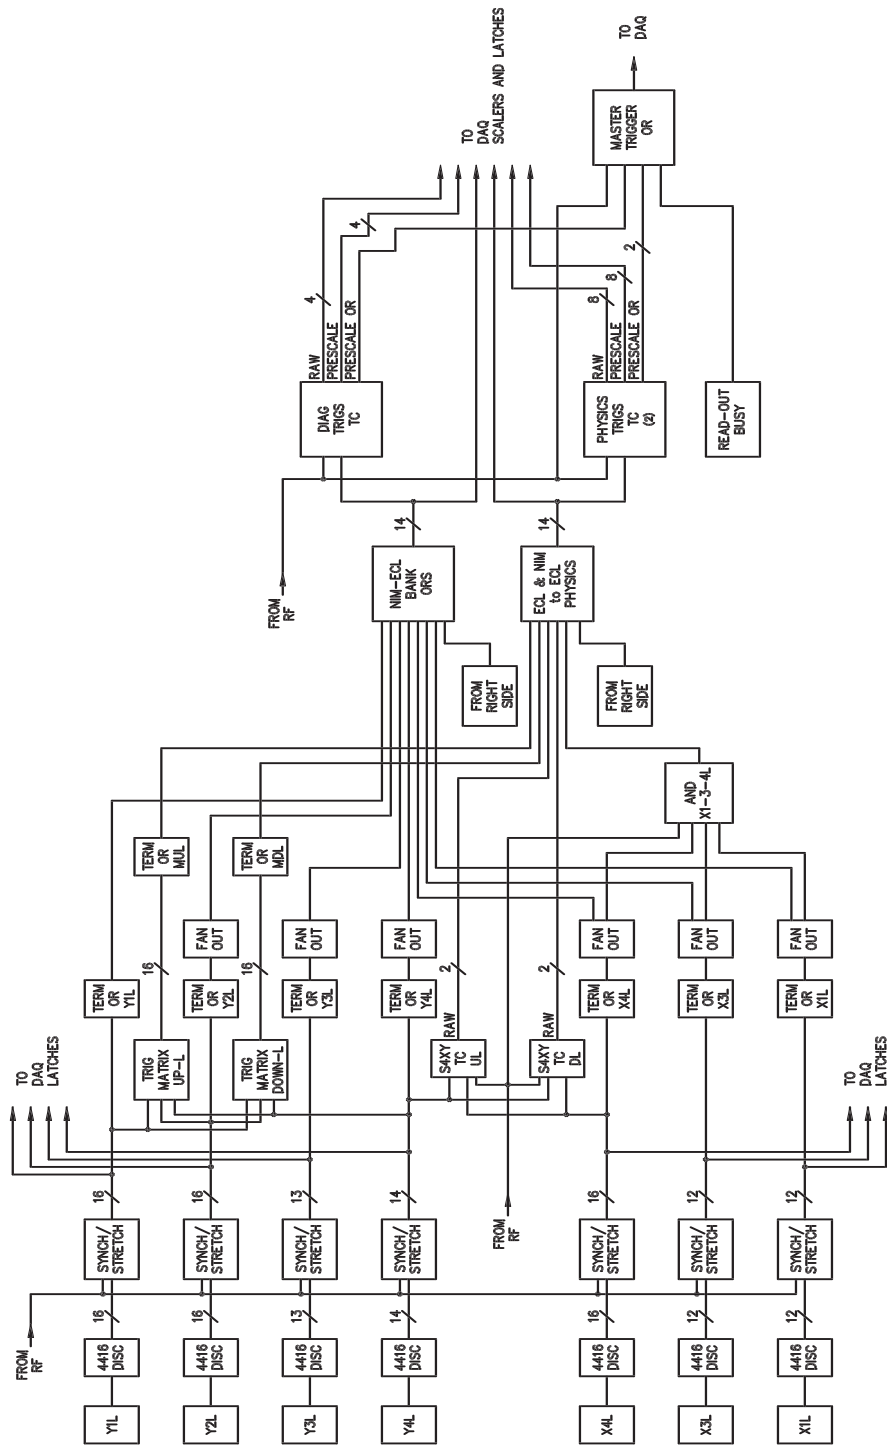 Y1L
Y2L
Y3L
Y4L
X4L
X3L
X1L
4416
DISC
4416
DISC
4416
DISC
4416
DISC
4416
DISC
4416
DISC
4416
DISC
FROM
RF
16
16
13
14
16
12
12
SYNCH/
STRETCH
SYNCH/
STRETCH
SYNCH/
STRETCH
SYNCH/
STRETCH
SYNCH/
STRETCH
SYNCH/
STRETCH
SYNCH/
STRETCH
16
16
13
14
FROM
RF
16
12
12
TO
DAQ
LATCHES
TO
DAQ
LATCHES
TRIG
MATRIX
UP-L
TRIG
MATRIX
DOWN-L
S4XY
TC
UL
RAW
S4XY
TC
DL
RAW
TERM
OR
Y1L
TERM
OR
Y2L
TERM
OR
Y3L
TERM
OR
Y4L
TERM
OR
X4L
TERM
OR
X3L
TERM
OR
X1L
16
16
2
2
FAN
OUT
FAN
OUT
FAN
OUT
FAN
OUT
FAN
OUT
FAN
OUT
TERM
OR
MUL
TERM
OR
MDL
AND
X1-3-4L
FROM
RIGHT
SIDE
FROM
RIGHT
SIDE
FROM
RF
NIM-ECL
BANK
ORS
ECL & NIM
to ECL
PHYSICS
14
14
DIAG
TRIGS
TC
RAW
PRESCALE
PRESCALE OR
PHYSICS
TRIGS
TC
(2)
RAW
PRESCALE
PRESCALE OR
READ-OUT
BUSY
4
4
8
8
2
TO
DAQ
SCALERS AND LATCHES
MASTER
TRIGGER
OR
TO
DAQ